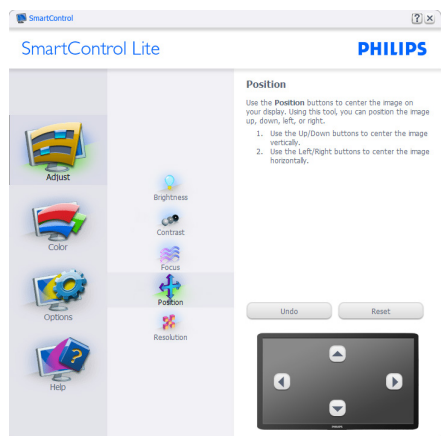 SmartControl
SmartControl Lite
PHILIPS
Adjust
Color
Options
Help
Brightness
Contrast
Focus
Position
Resolution
Position
Use the Position buttons to center the image on
your display. Using this tool, you can position the image
up, down, left, or right.
1. Use the Up/Down buttons to center the image
vertically.
2. Use the Left/Right buttons to center the image
horizontally.
Undo
Reset
PHILIPS